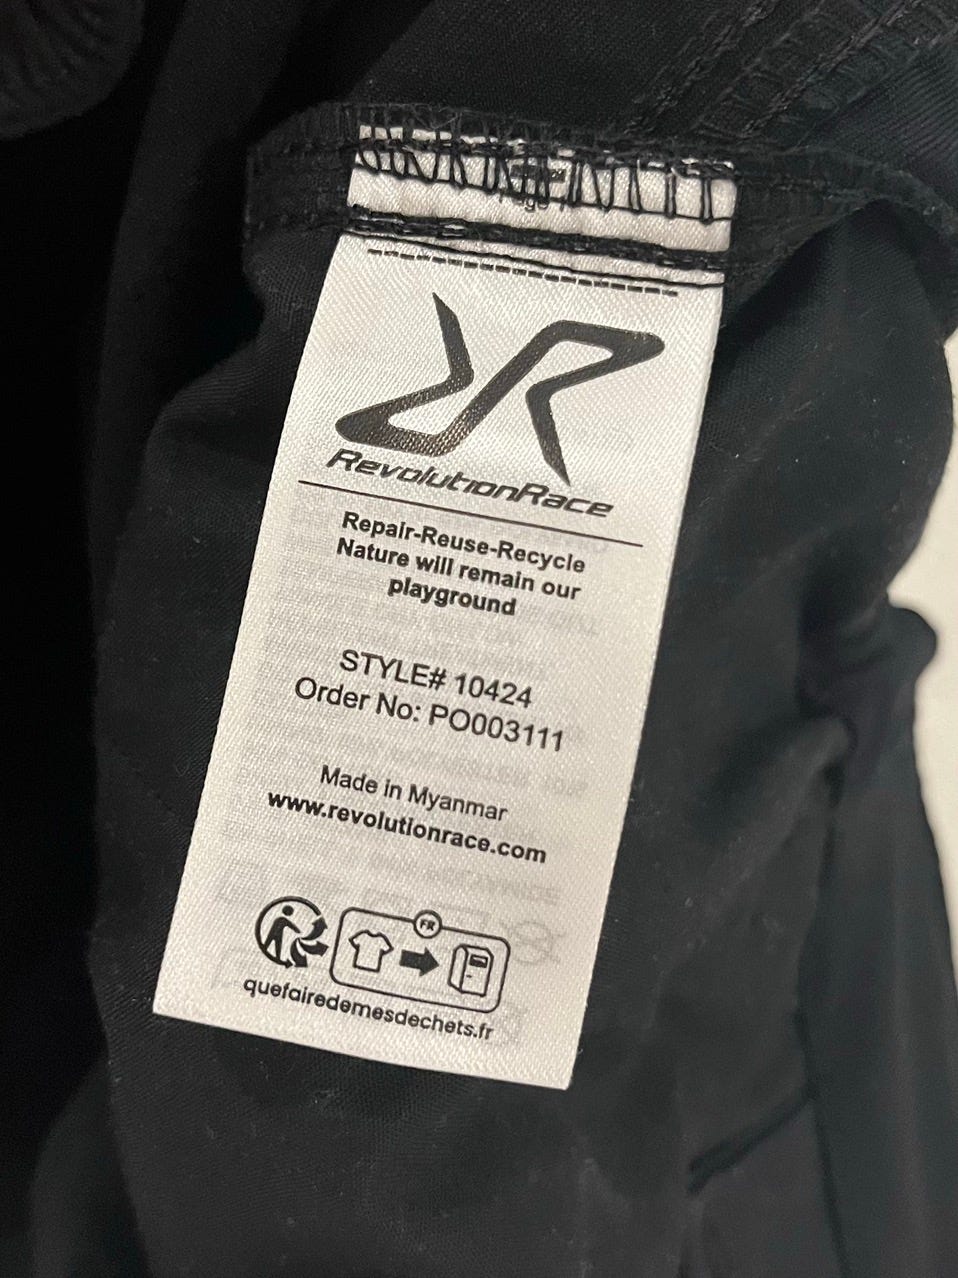 RevolutionRace
Repair-Reuse-Recycle
Nature will remain our
playground
STYLE# 10424
Order No: PO003111
Made in Myanmar
www.revolutionrace.com
FR
quefairedemesdechets.fr